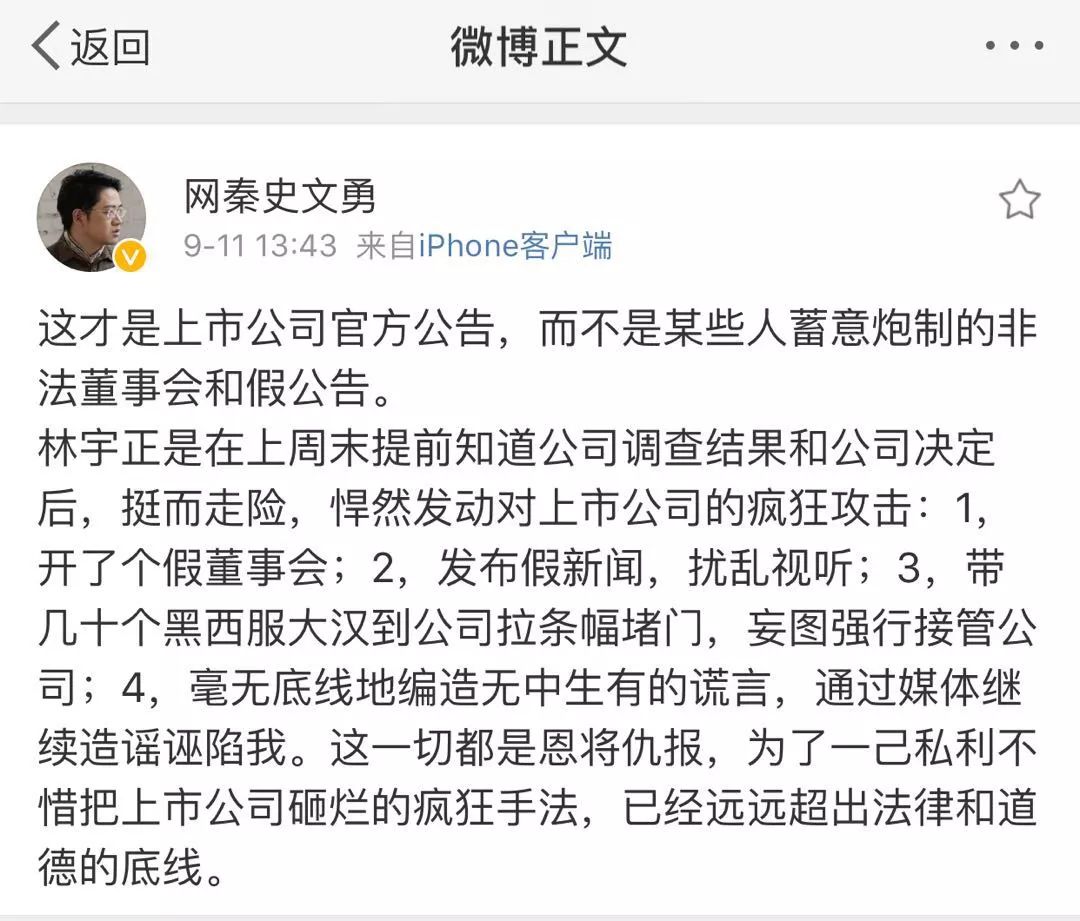 返回
微博正文
网秦史文勇
9-11 13:43 来自iPhone客户端
这才是上市公司官方公告，而不是某些人蓄意炮制的非
法董事会和假公告。
林宇正是在上周末提前知道公司调查结果和公司决定
后，挺而走险，悍然发动对上市公司的疯狂攻击：1，
开了个假董事会；2，发布假新闻，扰乱视听；3，带
几十个黑西服大汉到公司拉条幅堵门，妄图强行接管公
司；4，毫无底线地编造无中生有的谎言，通过媒体继
续造谣诬陷我。这一切都是恩将仇报，为了一己私利不
惜把上市公司砸烂的疯狂手法，已经远远超出法律和道
德的底线。